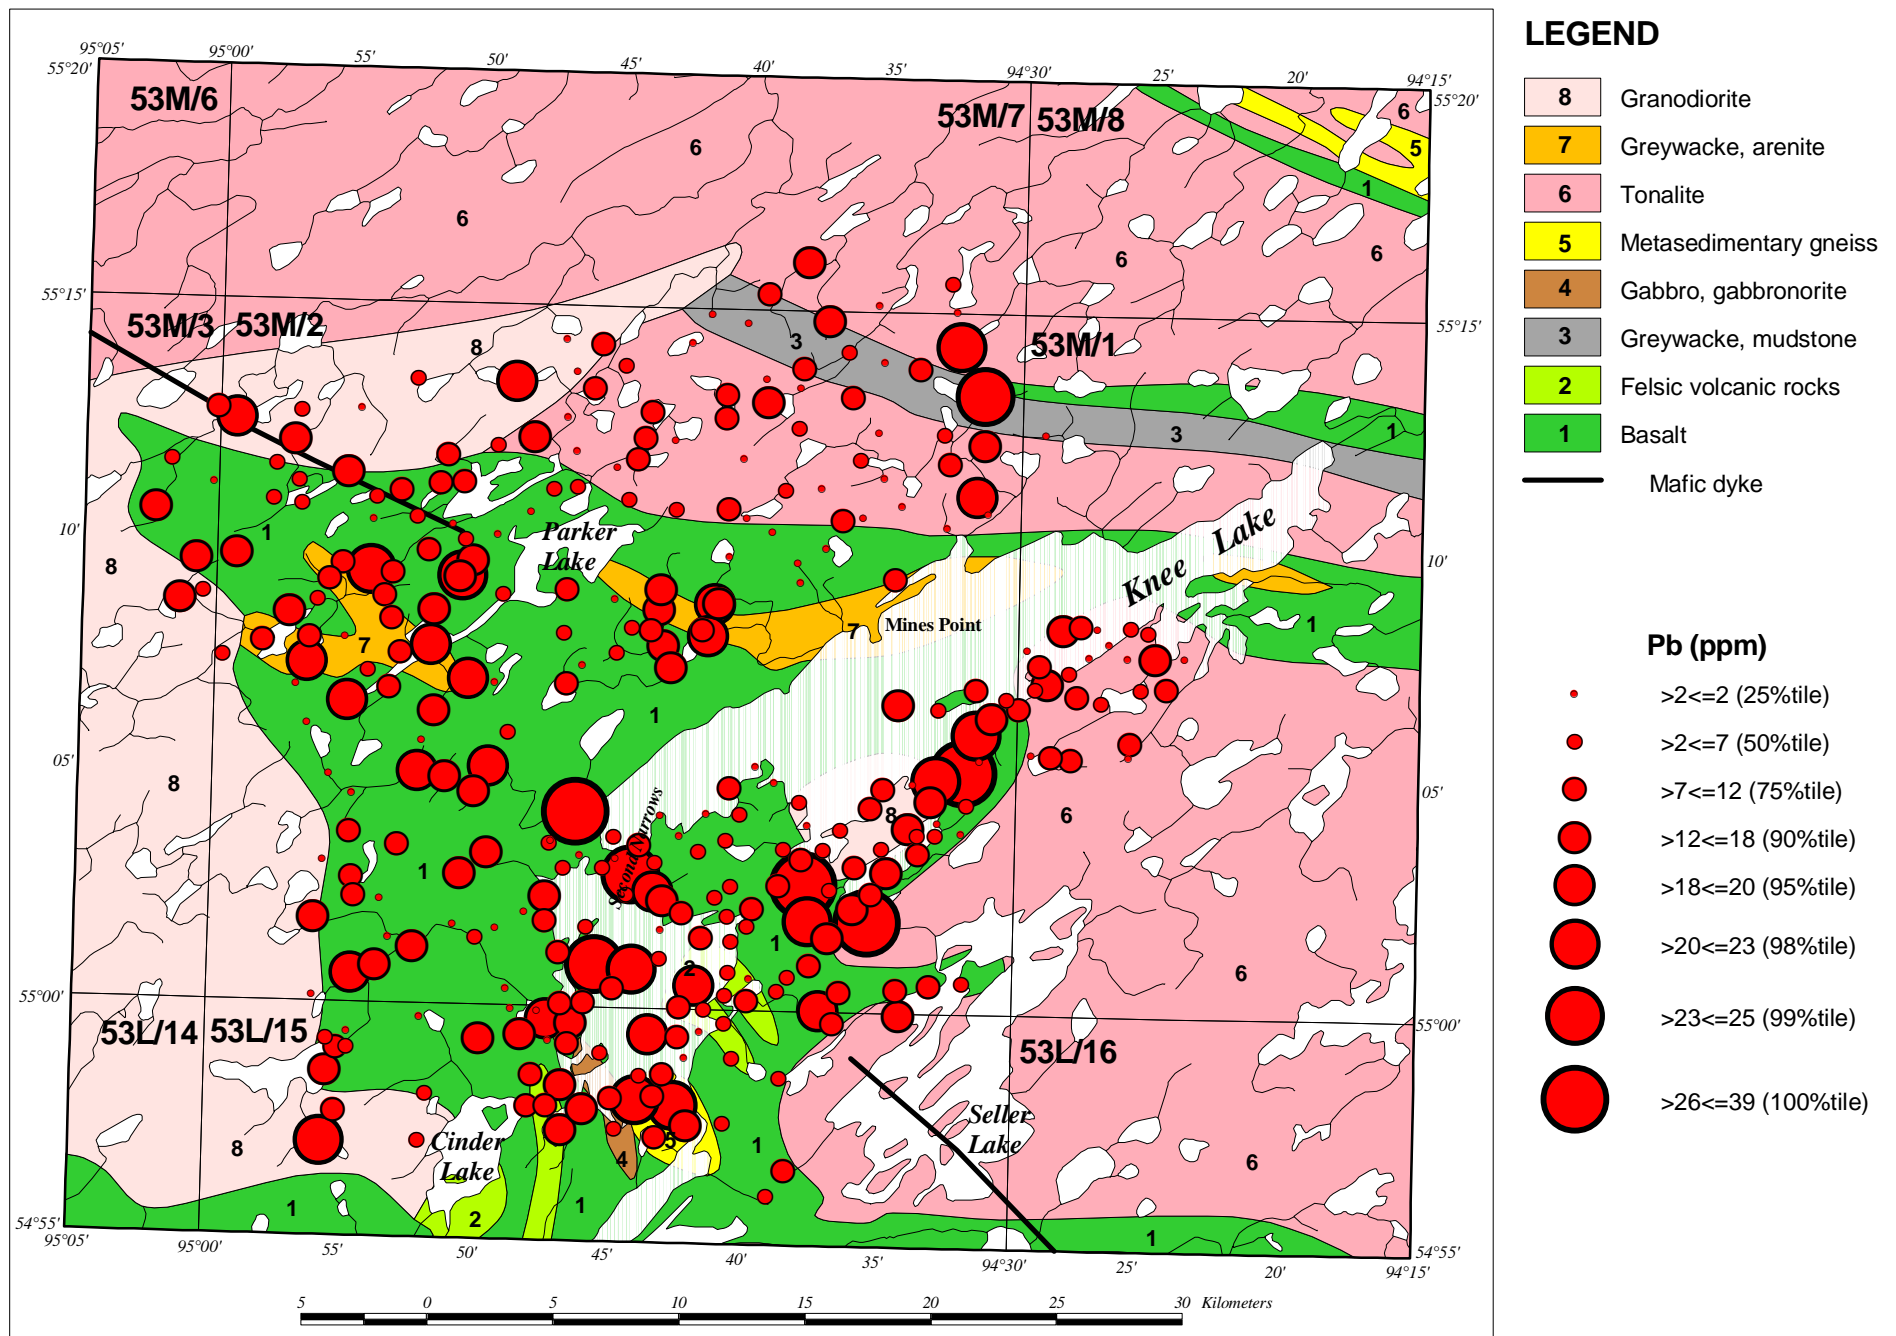 LEGEND
8 Granodiorite
7 Greywacke, arenite
6 Tonalite
5 Metasedimentary gneiss
4 Gabbro, gabbronorite
3 Greywacke, mudstone
2 Felsic volcanic rocks
1 Basalt
Mafic dyke
Pb (ppm)
>2<=2 (25%tile)
>2<=7 (50%tile)
>7<=12 (75%tile)
>12<=18 (90%tile)
>18<=20 (95%tile)
>20<=23 (98%tile)
>23<=25 (99%tile)
>26<=39 (100%tile)
95°05' 95°00' 55' 50' 45' 40' 35' 94°30' 25' 20' 94°15'
55°20' 55°20'
53M/6 53M/7 53M/8
6
6
5
6
1
6
6
6
55°15' 55°15'
53M/3 53M/2 53M/1
8
3
1
3
1
10' 10'
Parker
Lake
Knee Lake
8
7
7
Mines Point
1
1
05' 05'
8
8
6
Second Narrows
1
1
2
6
55°00' 55°00'
53L/14 53L/15 53L/16
Seller
Lake
Cinder
Lake
8
5
4
1
6
1
2
1
1
54°55' 54°55'
95°05' 95°00' 55' 50' 45' 40' 35' 94°30' 25' 20' 94°15'
5 0 5 10 15 20 25 30 Kilometers